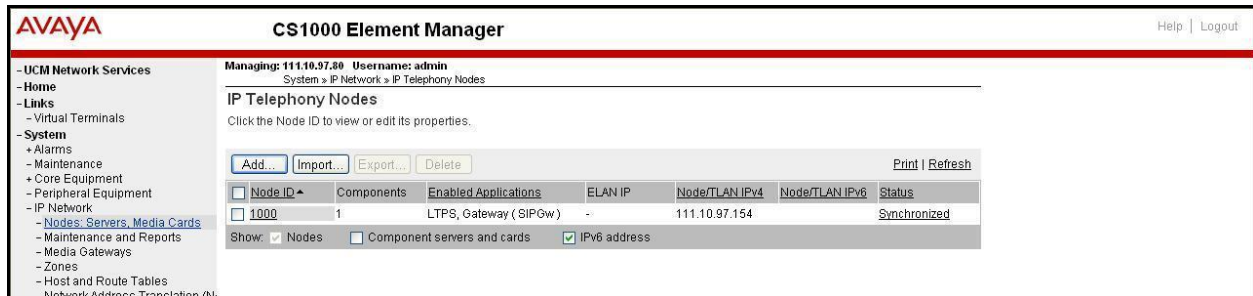 AVAYA
CS1000 Element Manager
Help | Logout
- UCM Network Services
- Home
- Links
- Virtual Terminals
- System
+ Alarms
- Maintenance
+ Core Equipment
- Peripheral Equipment
- IP Network
- Nodes: Servers, Media Cards
- Maintenance and Reports
- Media Gateways
- Zones
- Host and Route Tables
- Network Address Translation (N
Managing: 111.10.97.80 Username: admin
System » IP Network » IP Telephony Nodes
IP Telephony Nodes
Click the Node ID to view or edit its properties.
Add... Import... Export... Delete Print | Refresh
Node ID Components Enabled Applications ELAN IP Node/TLAN IPv4 Node/TLAN IPv6 Status
1000 1 LTPS, Gateway ( SIPGw ) - 111.10.97.154 Synchronized
Show: Nodes Component servers and cards IPv6 address